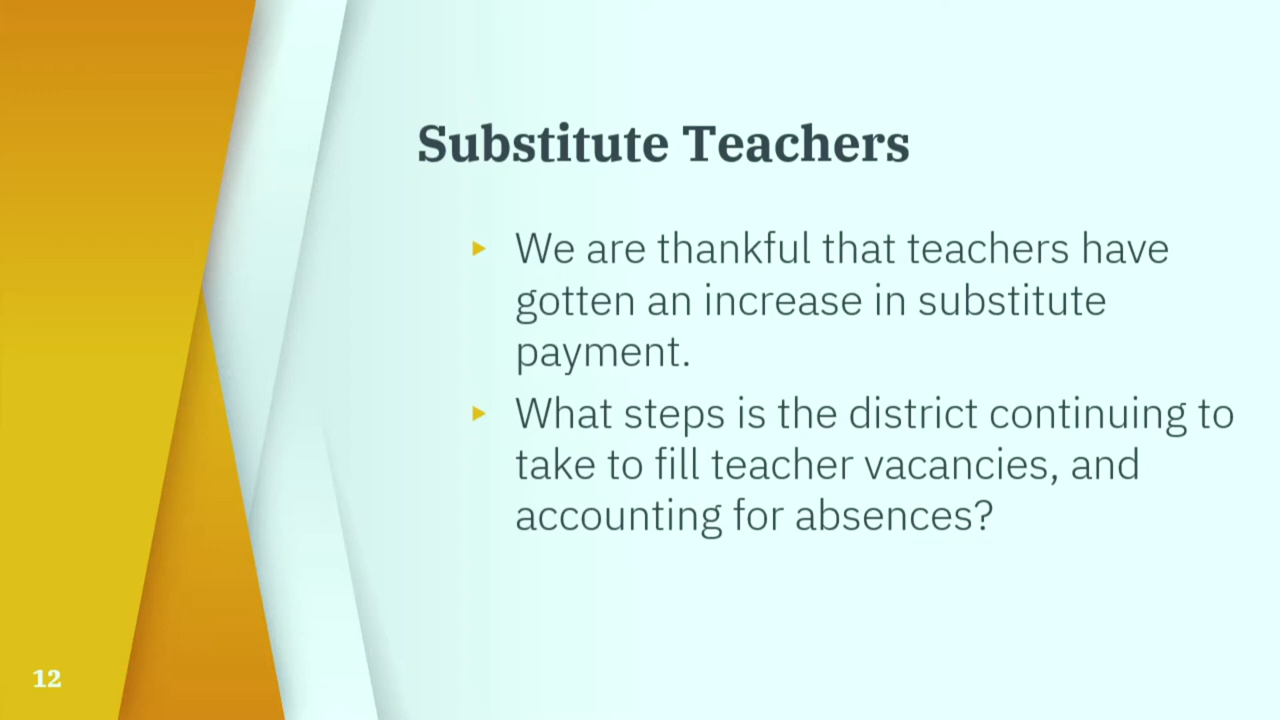 Substitute Teachers
We are thankful that teachers have
gotten an increase in substitute
payment.
What steps is the district continuing to
take to fill teacher vacancies, and
accounting for absences?
12